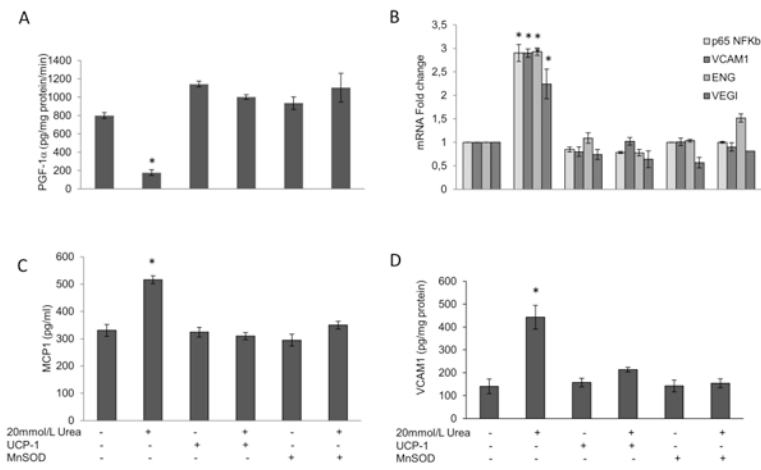 A
PGF-1α (pg/mg protein/min)
1400
1200
1000
800
600
400
200
0
*
B
mRNA Fold change
3,5
3
2,5
2
1,5
1
0,5
0
* * * *
p65 NFKb
VCAM1
ENG
VEGI
C
MCP1 (pg/ml)
600
500
400
300
200
100
0
*
20mmol/L Urea - + - + - +
UCP-1 - - + + - -
MnSOD - - - - + +
D
VCAM1 (pg/mg protein)
600
500
400
300
200
100
0
*
20mmol/L Urea - + - + - +
UCP-1 - - + + - -
MnSOD - - - - + +